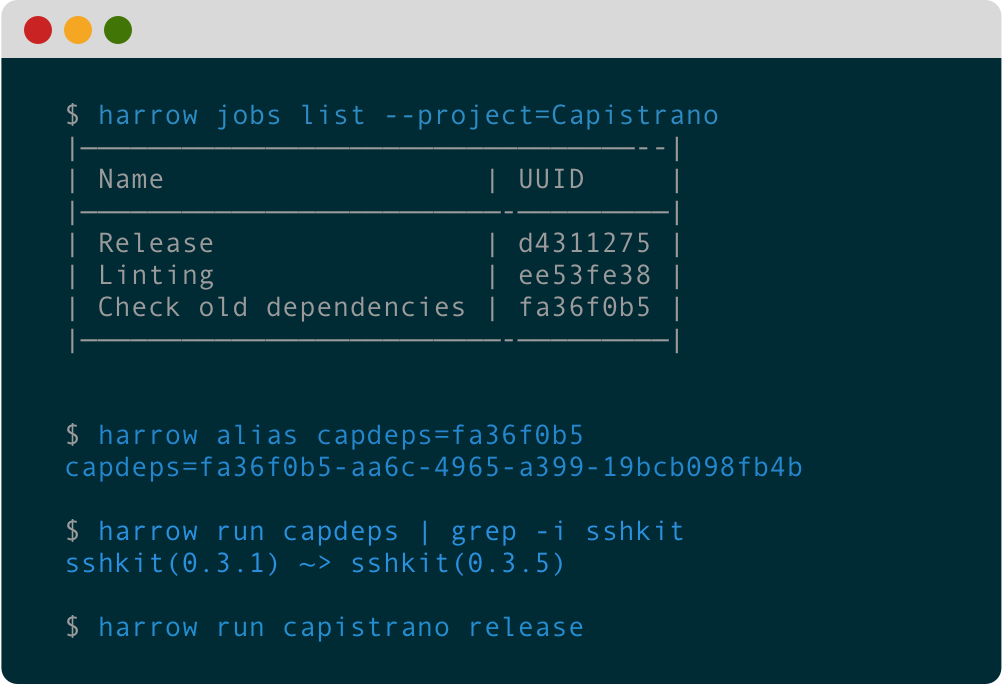 $ harrow jobs list --project=Capistrano
|----------------------------------------|
| Name | UUID |
|----------------------------------------|
| Release | d4311275 |
| Linting | ee53fe38 |
| Check old dependencies | fa36f0b5 |
|----------------------------------------|
$ harrow alias capdeps=fa36f0b5
capdeps=fa36f0b5-aa6c-4965-a399-19bcb098fb4b
$ harrow run capdeps | grep -i sshkit
sshkit(0.3.1) ~> sshkit(0.3.5)
$ harrow run capistrano release